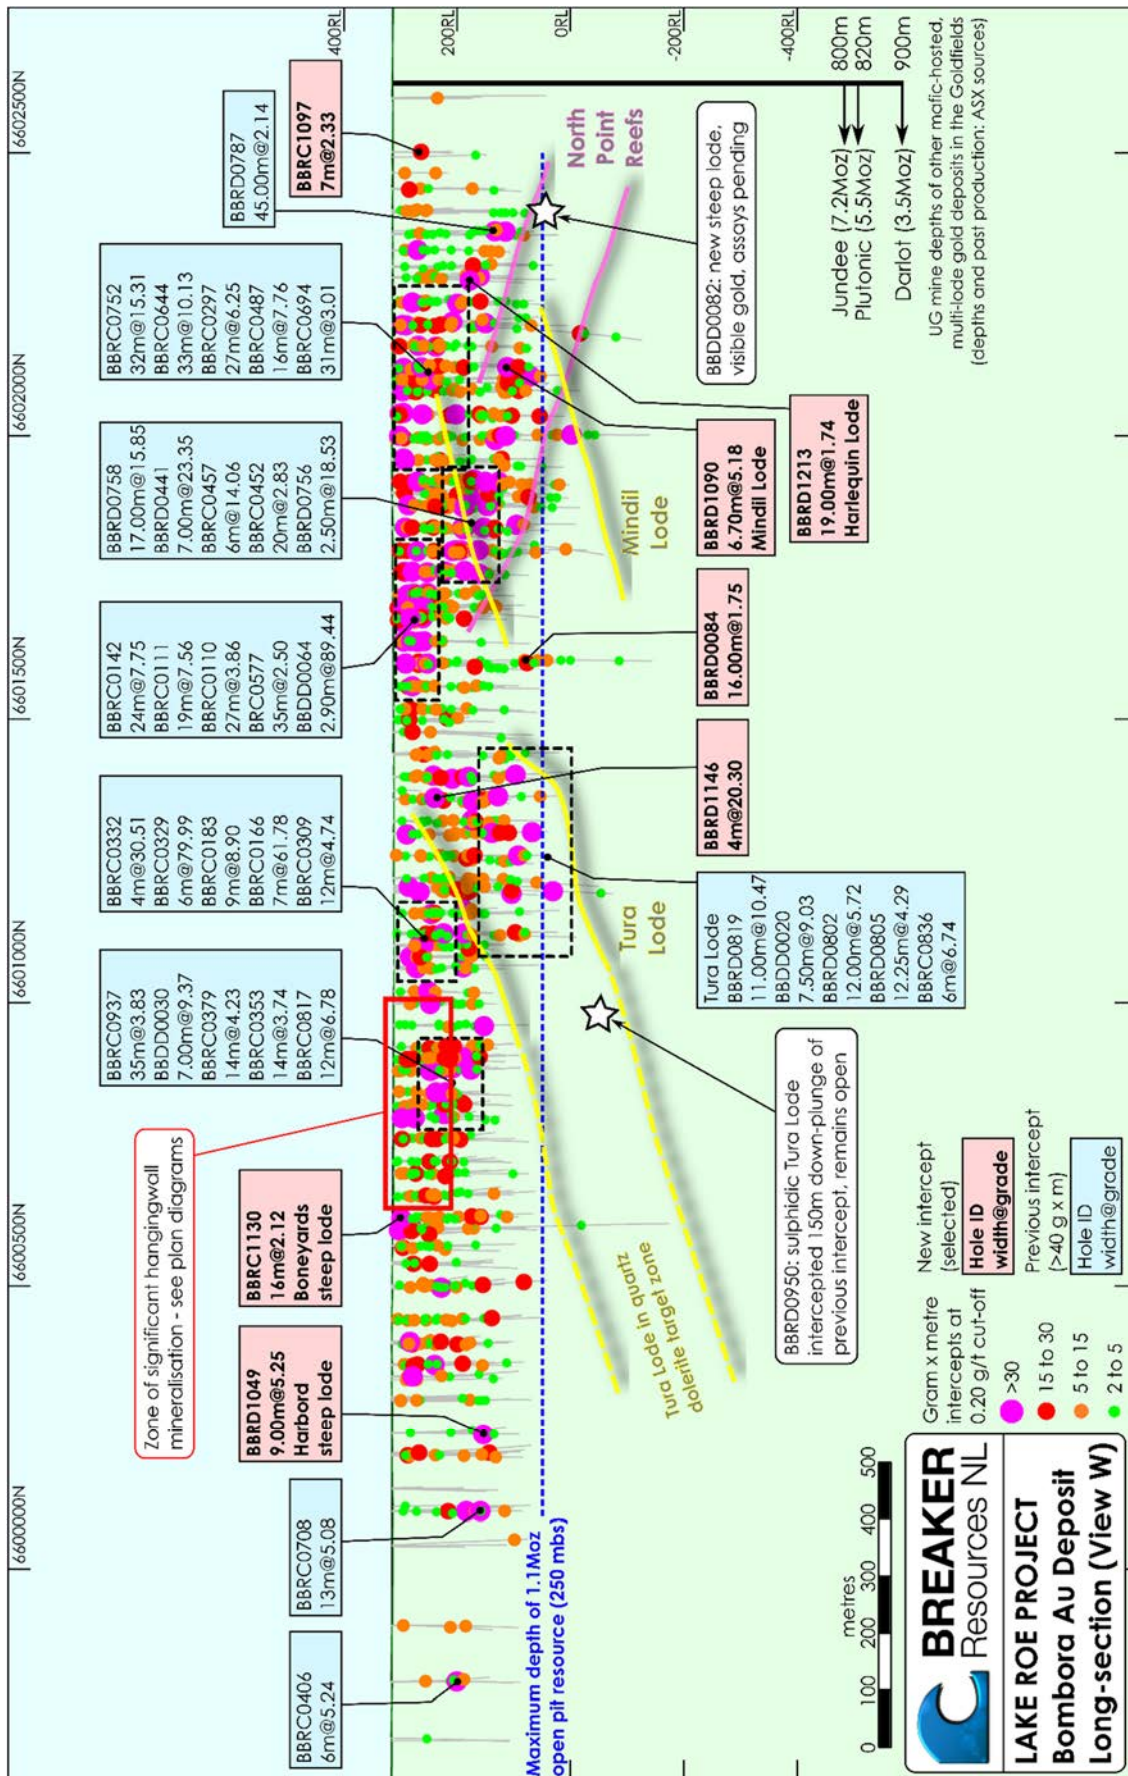 6600000N
6600500N
6601000N
6601500N
6602000N
6602500N
400RL
200RL
0RL
-200RL
-400RL
BBRC0406
6m@5.24
BBRC0708
13m@5.08
BBRD1049
9.00m@5.25
Harbord
steep lode
BBRC1130
16m@2.12
Boneyards
steep lode
Zone of significant hangingwall
mineralisation - see plan diagrams
BBRC0937
35m@3.83
BBDD0030
7.00m@9.37
BBRC0379
14m@4.23
BBRC0353
14m@3.74
BBRC0817
12m@6.78
BBRC0332
4m@30.51
BBRC0329
6m@79.99
BBRC0183
9m@8.90
BBRC0166
7m@61.78
BBRC0309
12m@4.74
BBRC0142
24m@7.75
BBRC0111
19m@7.56
BBRC0110
27m@3.86
BRC0577
35m@2.50
BBDD0064
2.90m@89.44
BBRD0758
17.00m@15.85
BBRD0441
7.00m@23.35
BBRC0457
6m@14.06
BBRC0452
20m@2.83
BBRD0756
2.50m@18.53
BBRC0752
32m@15.31
BBRC0644
33m@10.13
BBRC0297
27m@6.25
BBRC0487
16m@7.76
BBRC0694
31m@3.01
BBRD0787
45.00m@2.14
BBRC1097
7m@2.33
Maximum depth of 1.1Moz
open pit resource (250 mbs)
Tura Lode in quartz
dolerite target zone
Tura
Lode
Mindil
Lode
North
Point
Reefs
BBRD0950: sulphidic Tura Lode
intercepted 150m down-plunge of
previous intercept, remains open
Tura Lode
BBRD0819
11.00m@10.47
BBDD0020
7.50m@9.03
BBRD0802
12.00m@5.72
BBRD0805
12.25m@4.29
BBRC0836
6m@6.74
BBRD1146
4m@20.30
BBRD0084
16.00m@1.75
BBRD1090
6.70m@5.18
Mindil Lode
BBRD1213
19.00m@1.74
Harlequin Lode
BBDD0082: new steep lode,
visible gold, assays pending
Jundee (7.2Moz) 800m
Plutonic (5.5Moz) 820m
Darlot (3.5Moz) 900m
UG mine depths of other mafic-hosted,
multi-lode gold deposits in the Goldfields
(depths and past production: ASX sources)
metres
0 100 200 300 400 500
BREAKER
Resources NL
LAKE ROE PROJECT
Bombora Au Deposit
Long-section (View W)
Gram x metre
intercepts at
0.20 g/t cut-off
>30
15 to 30
5 to 15
2 to 5
New intercept
(selected)
Hole ID
width@grade
Previous intercept
(>40 g x m)
Hole ID
width@grade